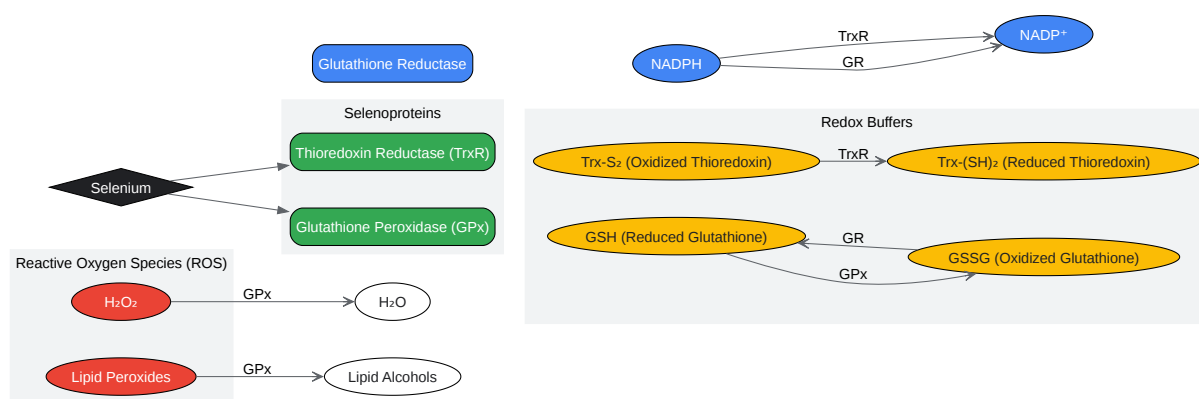 Glutathione Reductase
Selenoproteins
Thioredoxin Reductase (TrxR)
Glutathione Peroxidase (GPx)
Selenium
Reactive Oxygen Species (ROS)
H₂O₂
GPx
H₂O
Lipid Peroxides
GPx
Lipid Alcohols
NADPH
TrxR
GR
NADP⁺
Redox Buffers
Trx-S₂ (Oxidized Thioredoxin)
TrxR
Trx-(SH)₂ (Reduced Thioredoxin)
GSH (Reduced Glutathione)
GR
GPx
GSSG (Oxidized Glutathione)